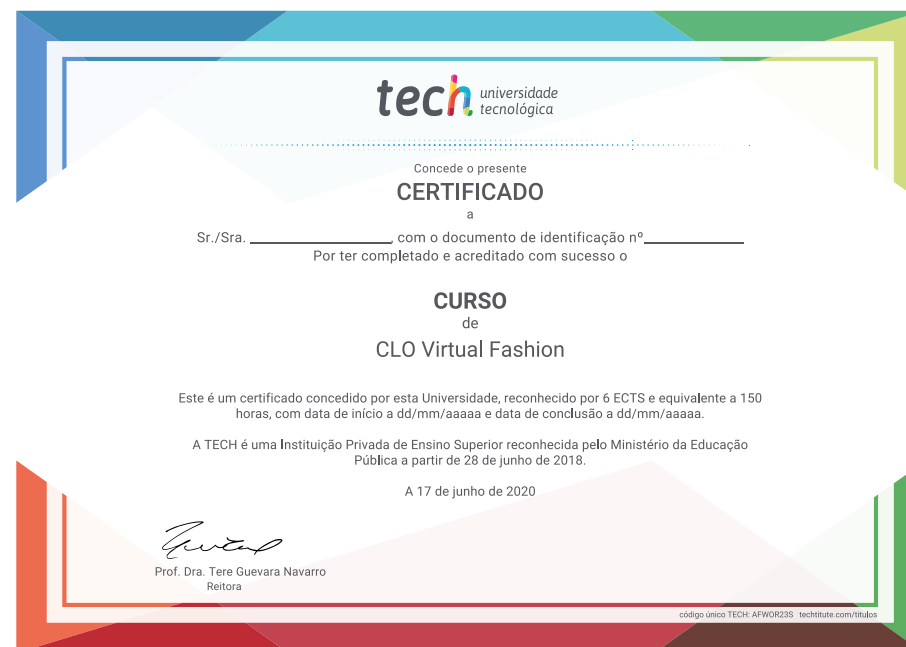 tech universidade
tecnológica
Concede o presente
CERTIFICADO
a
Sr./Sra. ____________, com o documento de identificação nº____________
Por ter completado e acreditado com sucesso o
CURSO
de
CLO Virtual Fashion
Este é um certificado concedido por esta Universidade, reconhecido por 6 ECTS e equivalente a 150
horas, com data de início a dd/mm/aaaaa e data de conclusão a dd/mm/aaaaa.
A TECH é uma Instituição Privada de Ensino Superior reconhecida pelo Ministério da Educação
Pública a partir de 28 de junho de 2018.
A 17 de junho de 2020
Prof. Dra. Tere Guevara Navarro
Reitora
código único TECH: AFWOR23S techtitute.com/titulos